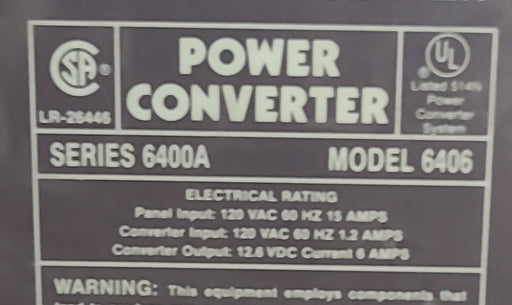 SA ®
LR-26446
POWER
CONVERTER
UL
®
Listed 514N
Power
Converter
System
SERIES 6400A
MODEL 6406
ELECTRICAL RATING
Panel Input: 120 VAC 60 HZ 15 AMPS
Converter Input: 120 VAC 60 HZ 1.2 AMPS
Converter Output: 12.6 VDC Current 6 AMPS
WARNING: This equipment employs components that